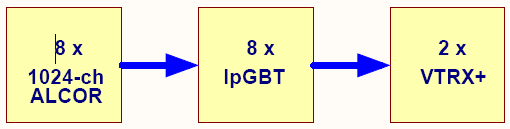 8 x
1024-ch
ALCOR
8 x
lpGBT
2 x
VTRX+